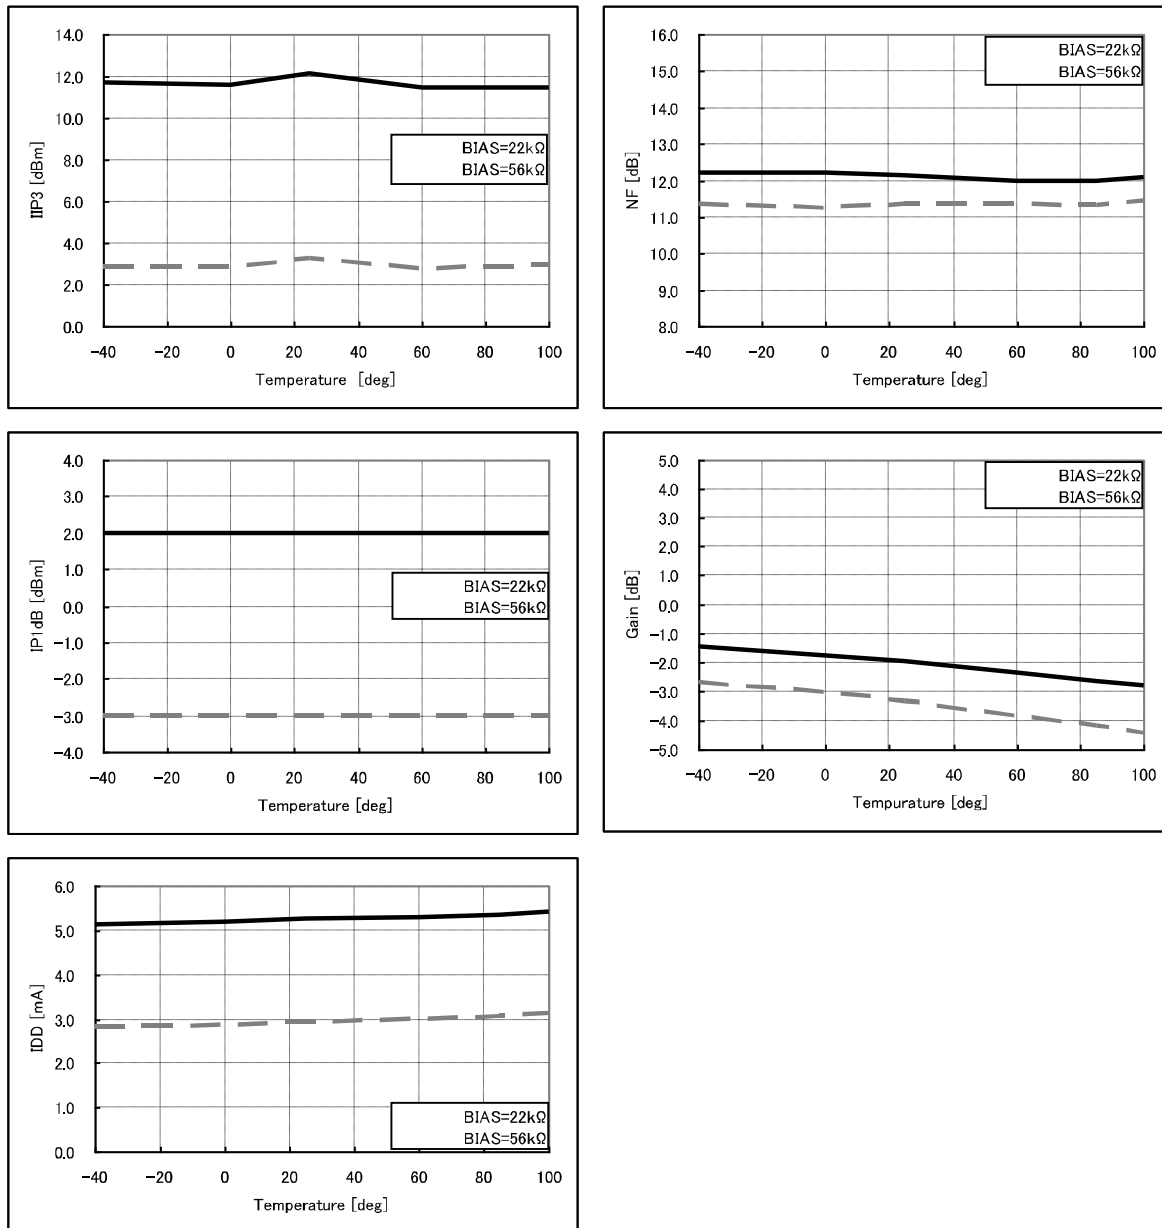 14.0
12.0
10.0
8.0
6.0
4.0
2.0
0.0
IIP3 [dBm]
BIAS=22kΩ
BIAS=56kΩ
-40 -20 0 20 40 60 80 100
Temperature [deg]
16.0
15.0
14.0
13.0
12.0
11.0
10.0
9.0
8.0
NF [dB]
BIAS=22kΩ
BIAS=56kΩ
-40 -20 0 20 40 60 80 100
Temperature [deg]
4.0
3.0
2.0
1.0
0.0
-1.0
-2.0
-3.0
-4.0
IP1dB [dBm]
BIAS=22kΩ
BIAS=56kΩ
-40 -20 0 20 40 60 80 100
Temperature [deg]
5.0
4.0
3.0
2.0
1.0
0.0
-1.0
-2.0
-3.0
-4.0
-5.0
Gain [dB]
BIAS=22kΩ
BIAS=56kΩ
-40 -20 0 20 40 60 80 100
Tempurature [deg]
6.0
5.0
4.0
3.0
2.0
1.0
0.0
IDD [mA]
BIAS=22kΩ
BIAS=56kΩ
-40 -20 0 20 40 60 80 100
Temperature [deg]